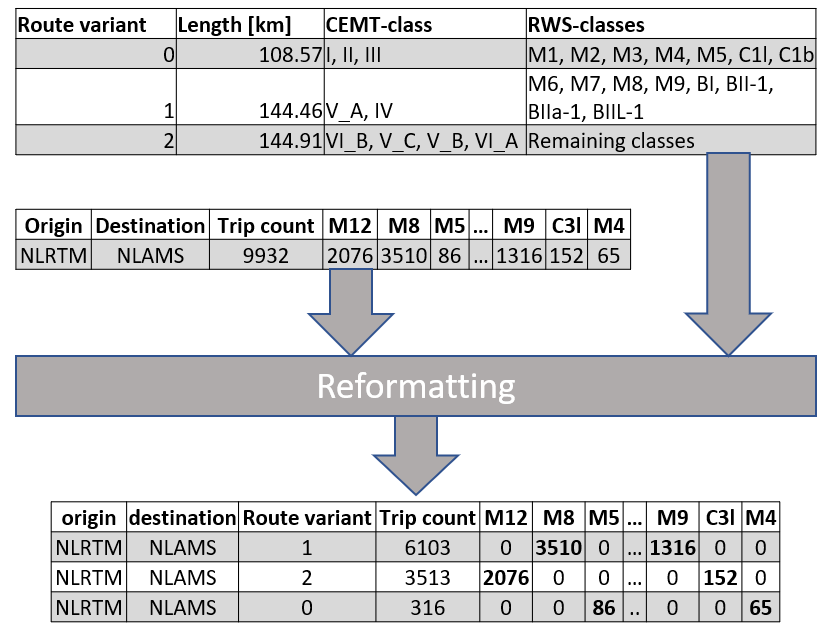 Route variant Length [km] CEMT-class RWS-classes
0 108.57 I, II, III M1, M2, M3, M4, M5, C1l, C1b
M6, M7, M8, M9, BI, BII-1,
1 144.46 V_A, IV BIIa-1, BIIL-1
2 144.91 VI_B, V_C, V_B, VI_A Remaining classes
Origin Destination Trip count M12 M8 M5 ... M9 C3l M4
NLRTM NLAMS 9932 2076 3510 86 ... 1316 152 65
Reformatting
origin destination Route variant Trip count M12 M8 M5 ... M9 C3l M4
NLRTM NLAMS 1 6103 0 3510 0 ... 1316 0 0
NLRTM NLAMS 2 3513 2076 0 0 ... 0 152 0
NLRTM NLAMS 0 316 0 0 86 .. 0 0 65